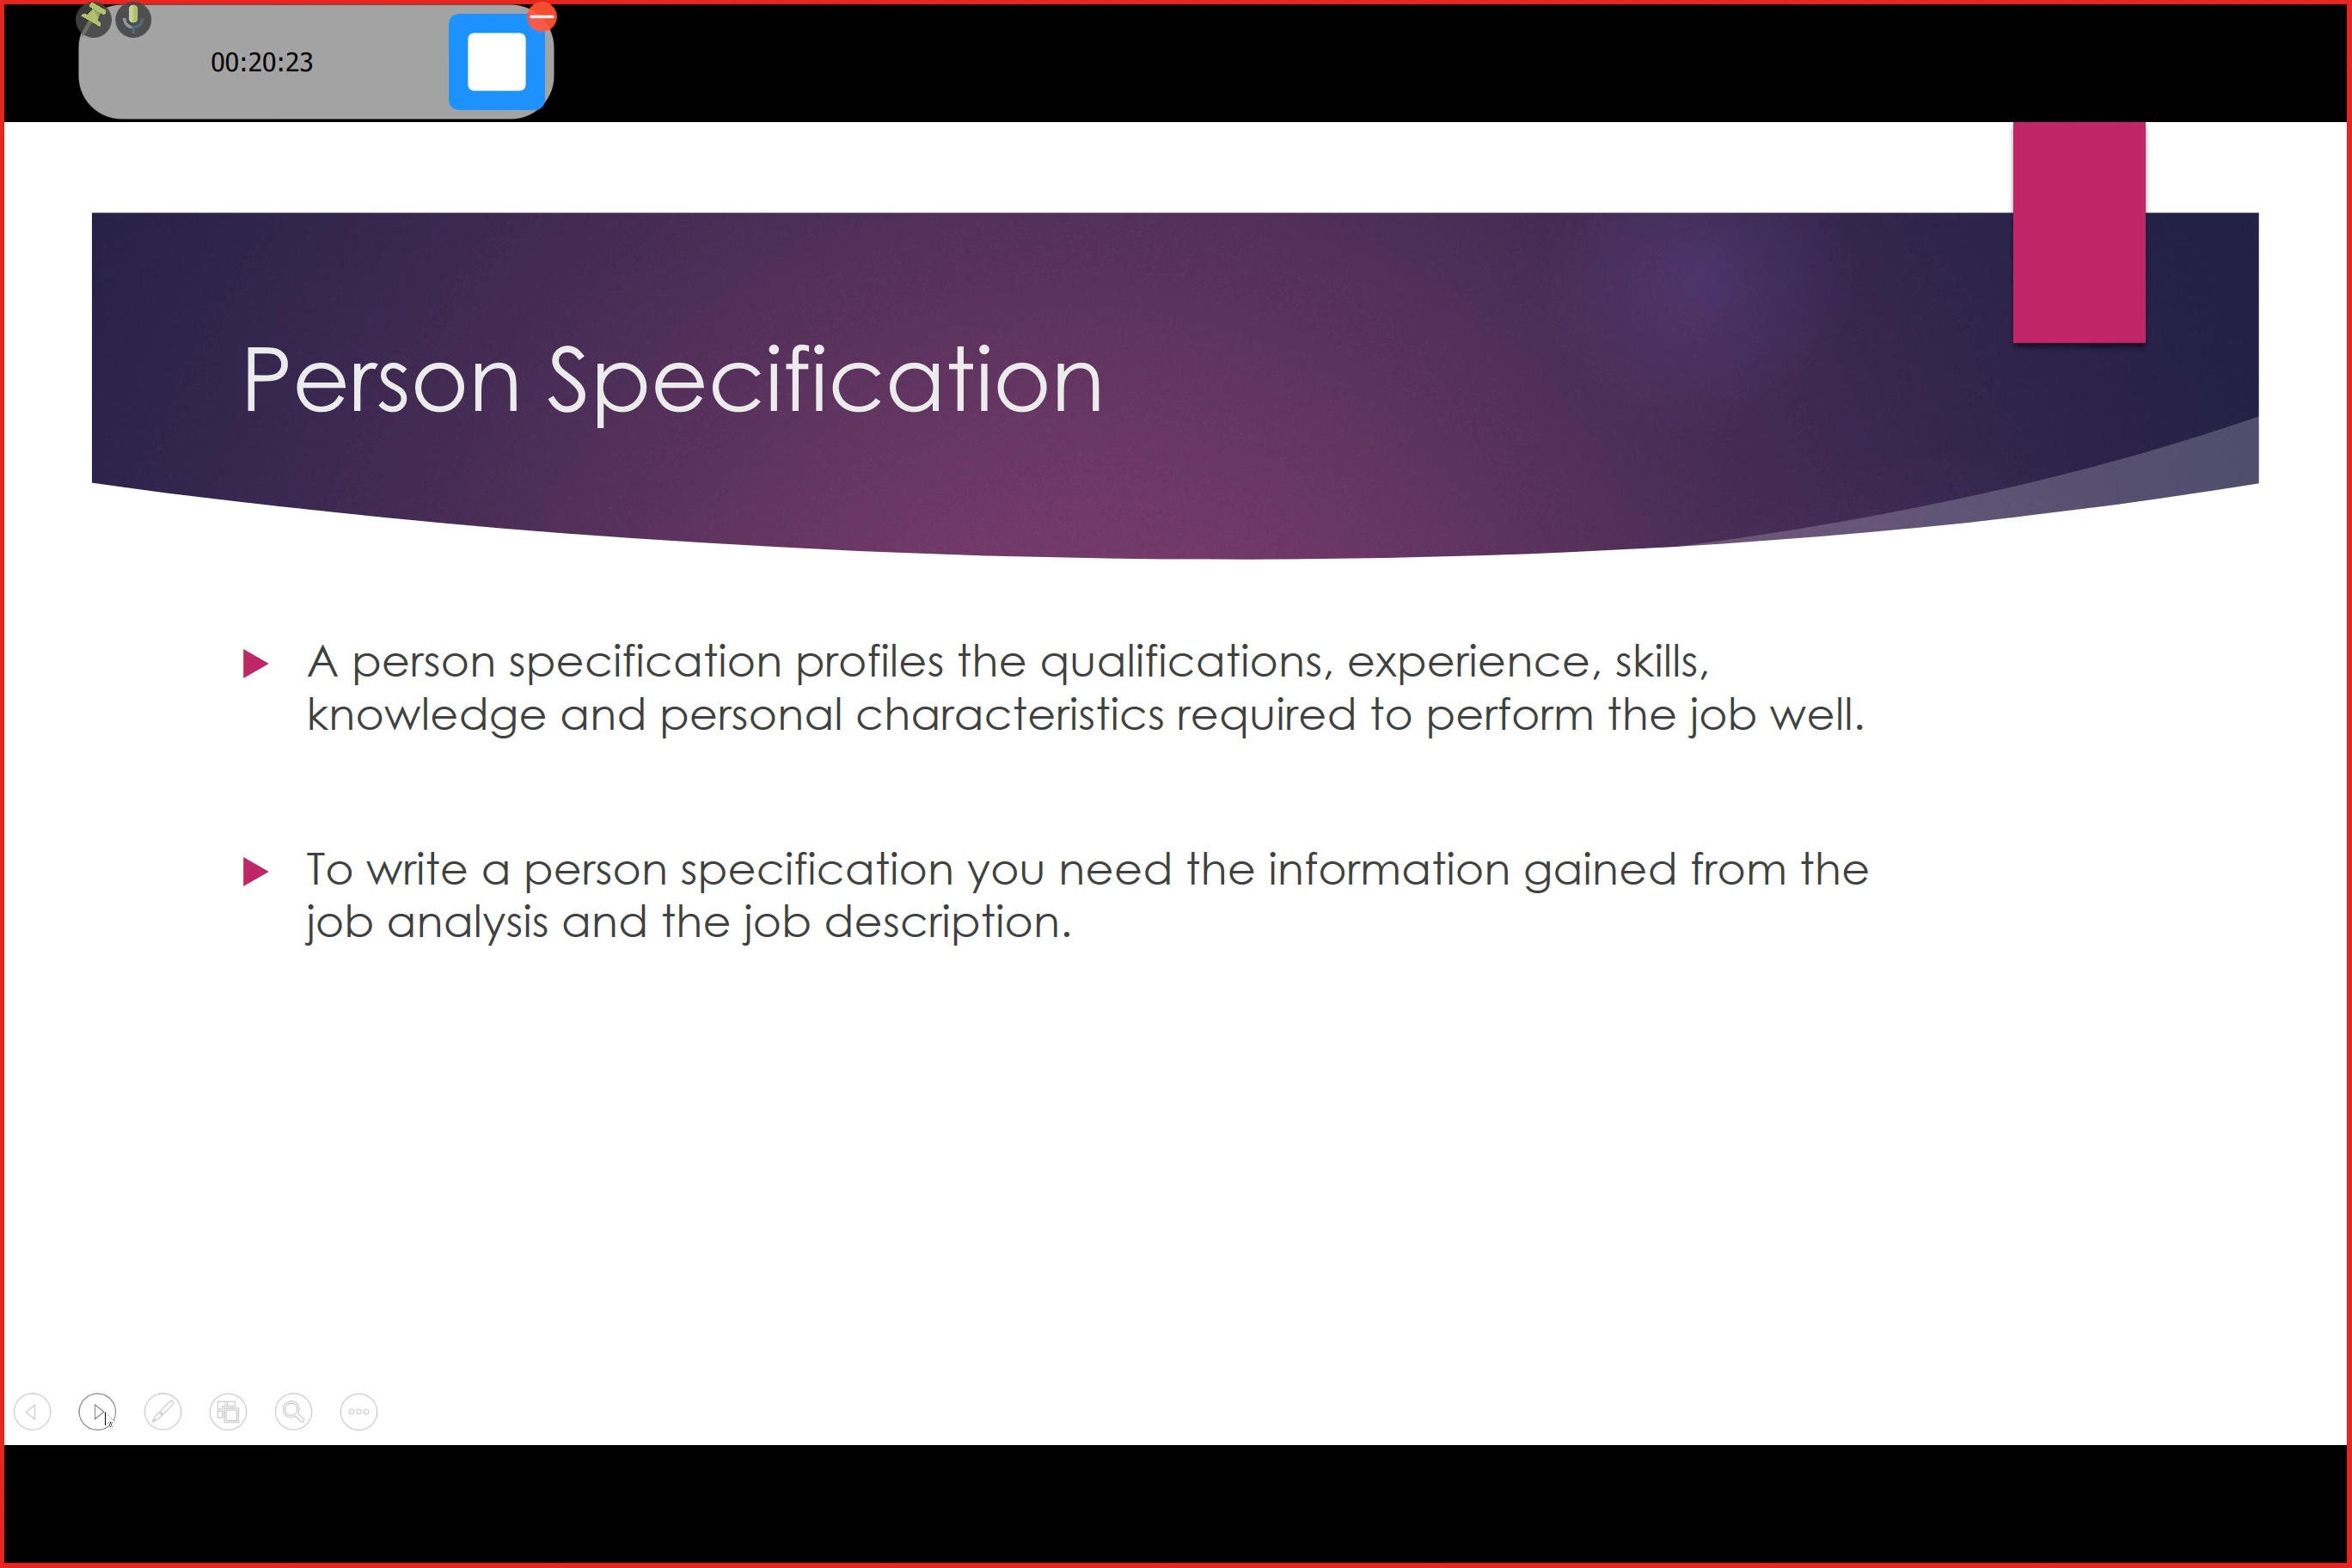 00:20:23
Person Specification
A person specification profiles the qualifications, experience, skills,
knowledge and personal characteristics required to perform the job well.
To write a person specification you need the information gained from the
job analysis and the job description.